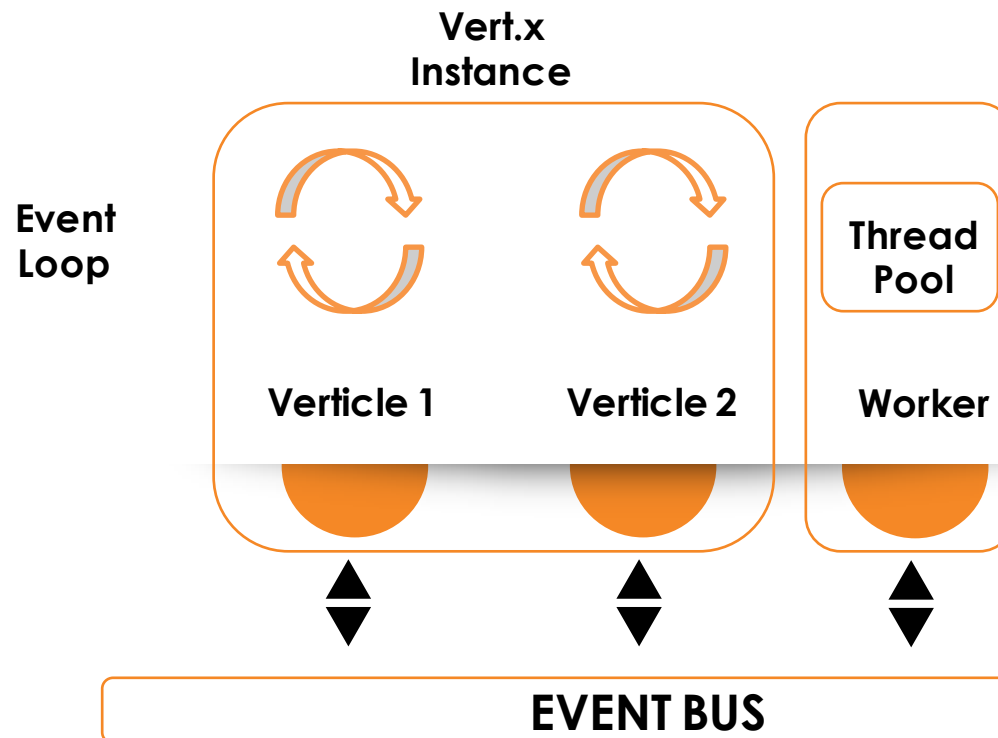 Vert.x
Instance
Event
Loop
Thread
Pool
Verticle 1
Verticle 2
Worker
EVENT BUS